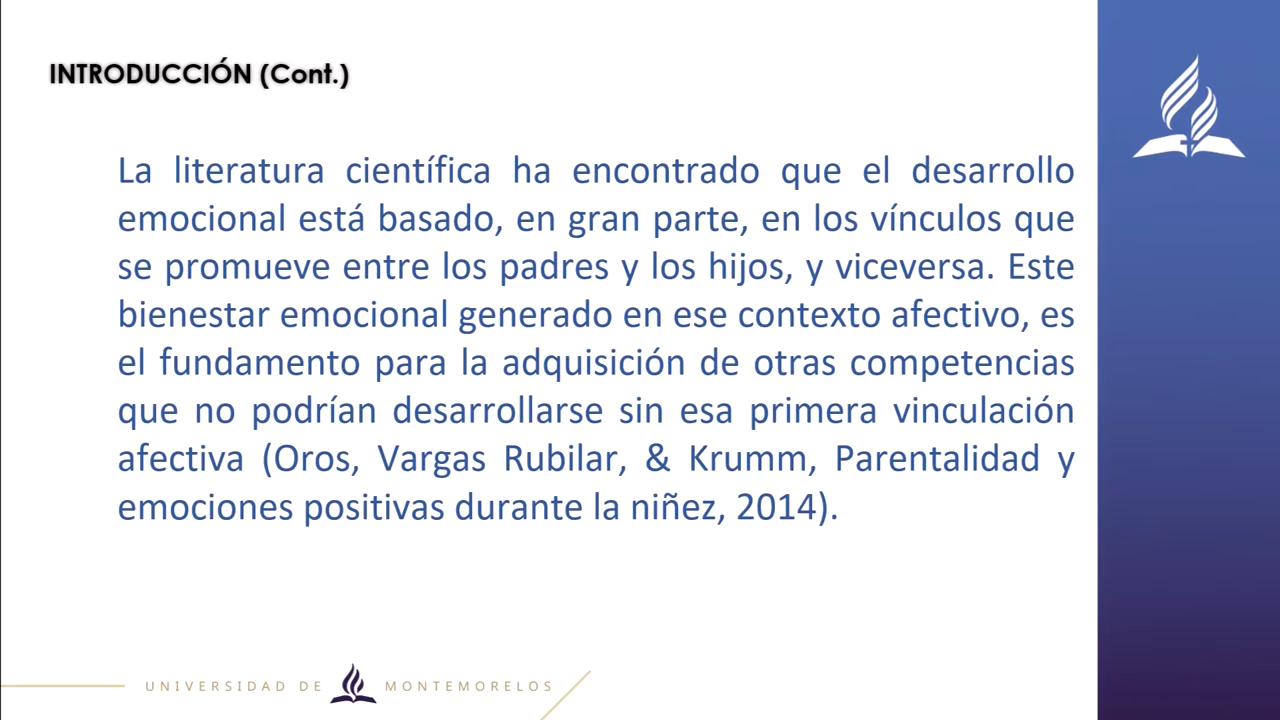 INTRODUCCIÓN (Cont.)
La literatura científica ha encontrado que el desarrollo
emocional está basado, en gran parte, en los vínculos que
se promueve entre los padres y los hijos, y viceversa. Este
bienestar emocional generado en ese contexto afectivo, es
el fundamento para la adquisición de otras competencias
que no podrían desarrollarse sin esa primera vinculación
afectiva (Oros, Vargas Rubilar, & Krumm, Parentalidad y
emociones positivas durante la niñez, 2014).
UNIVERSIDAD DE MONTEMORELOS